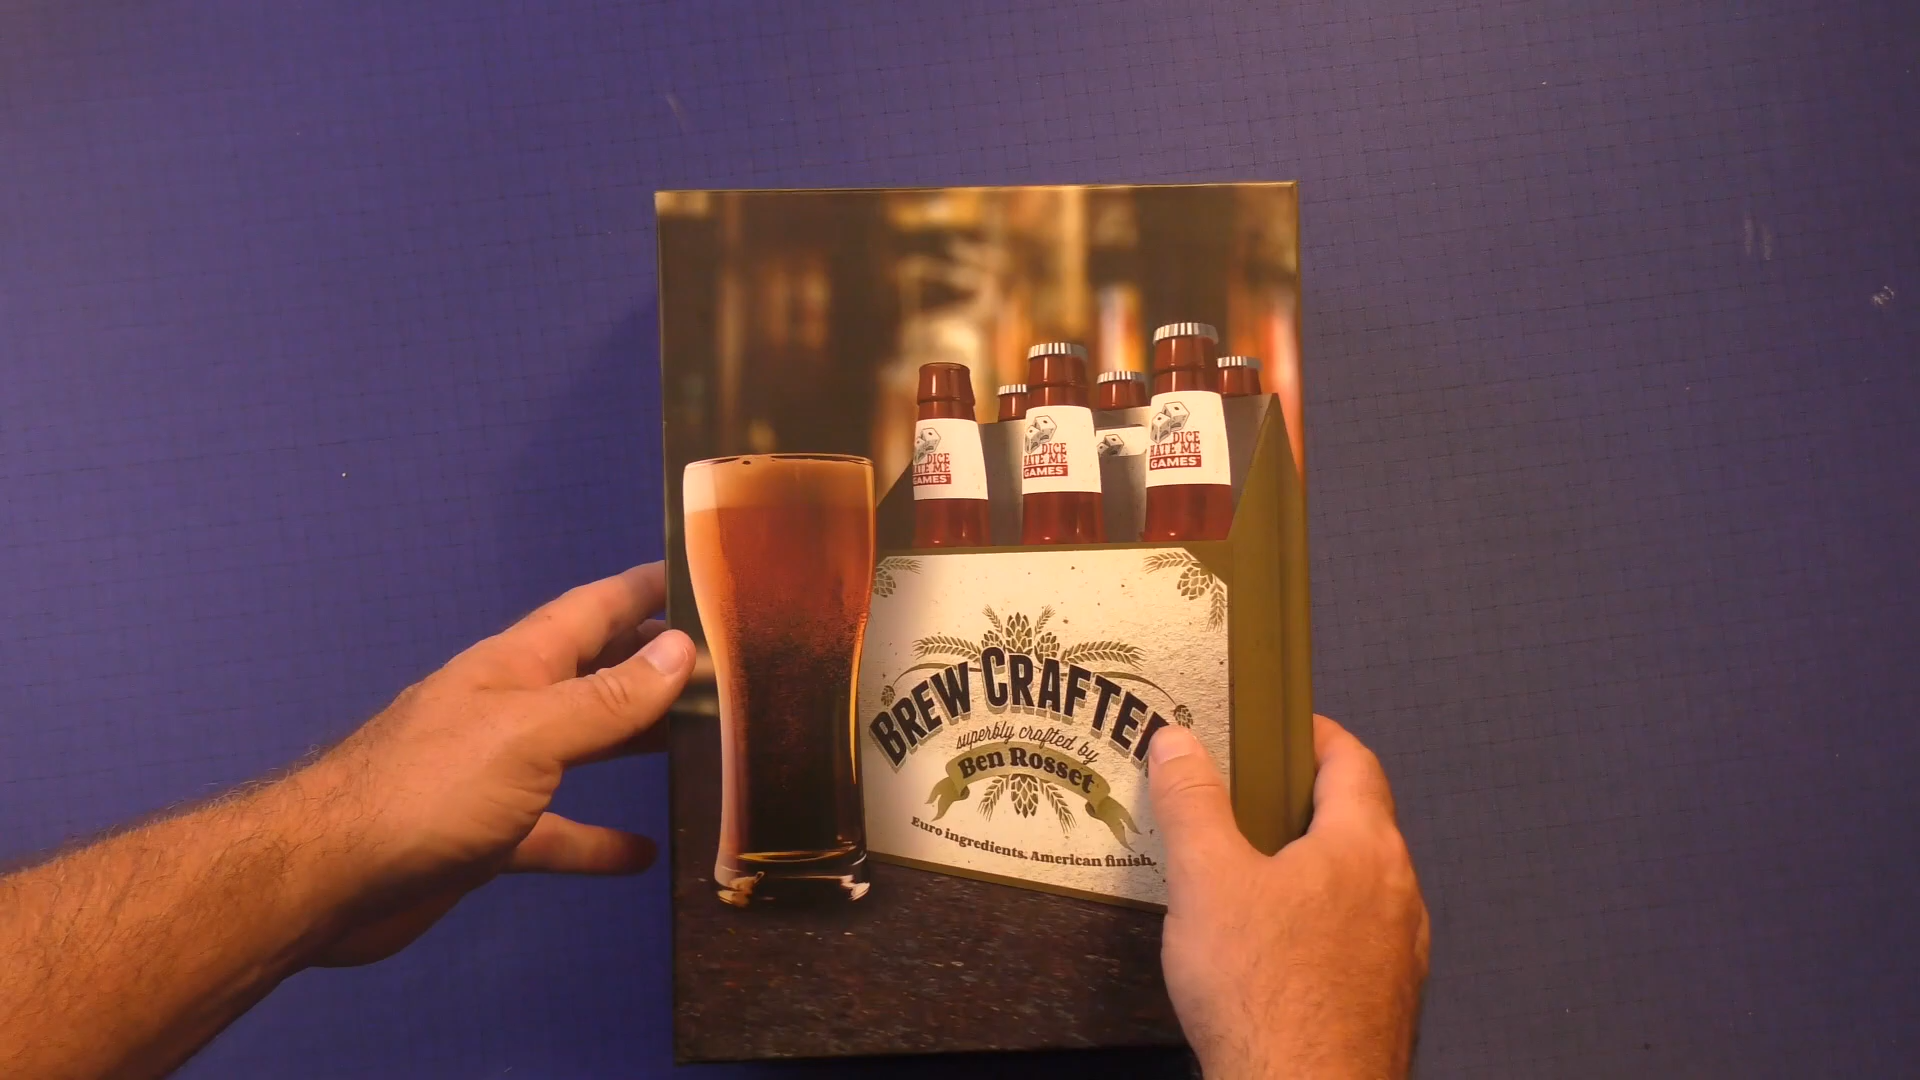 DICE
HATE ME
GAMES
DICE
HATE ME
GAMES
DICE
HATE ME
GAMES
BREW CRAFTER
superbly crafted by
Ben Rosset
Euro ingredients. American finish.